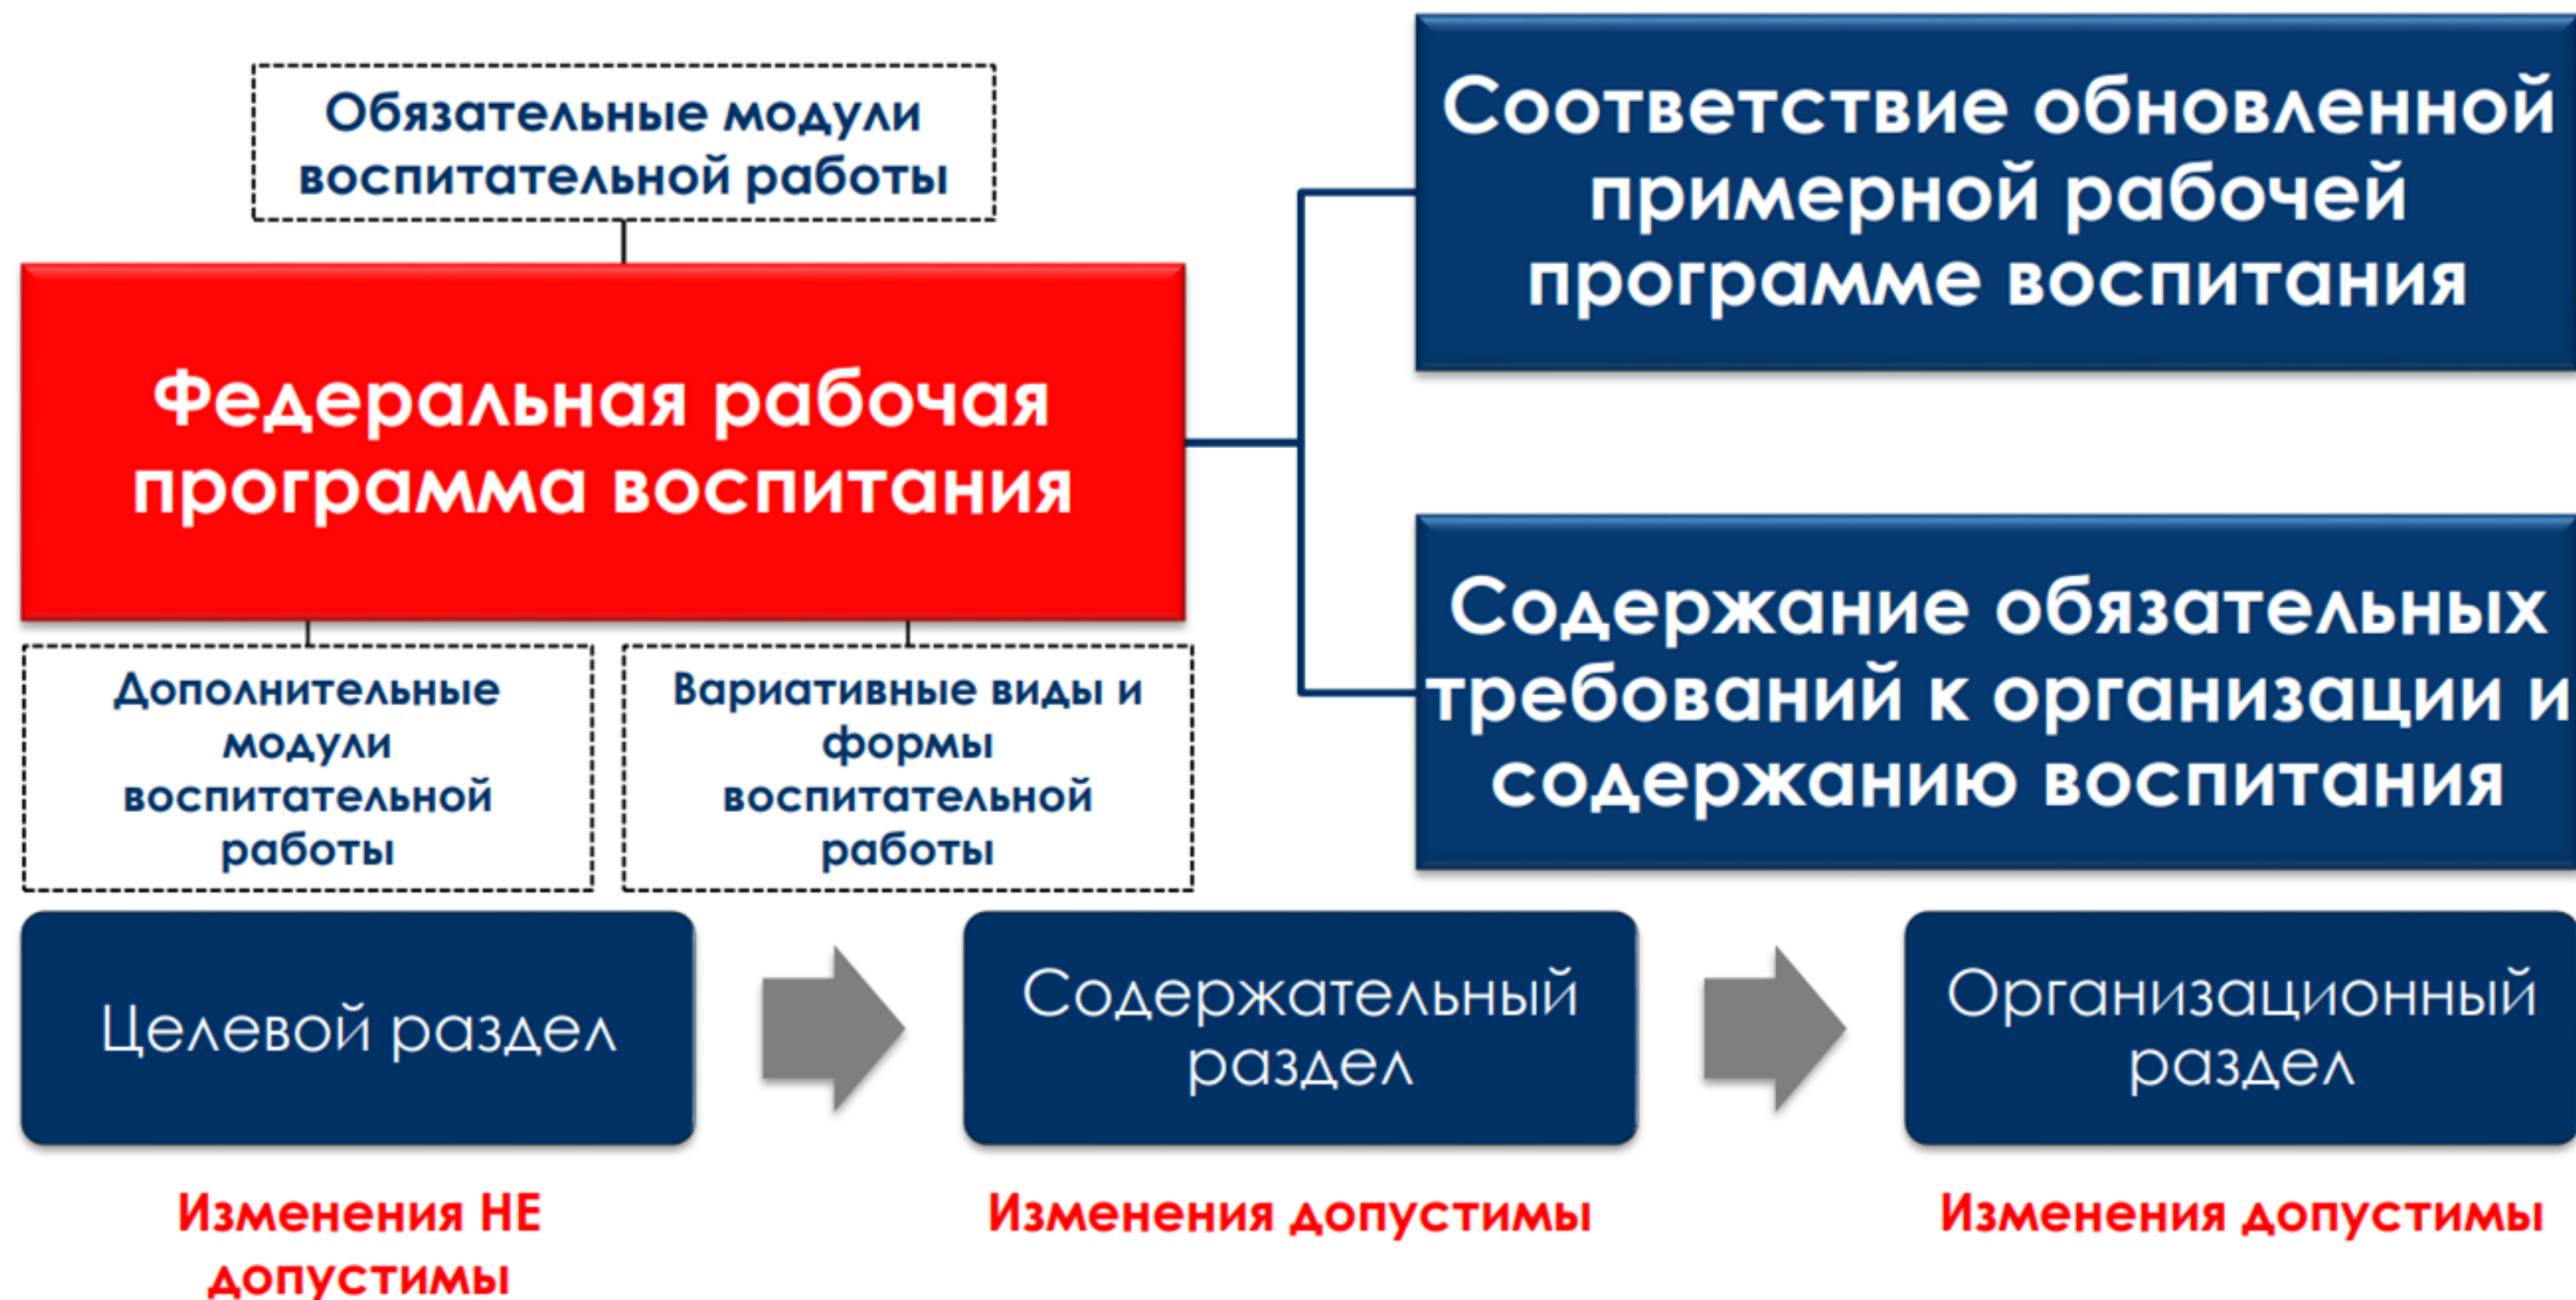 Обязательные модули
воспитательной работы
Федеральная рабочая
программа воспитания
Дополнительные
модули
воспитательной
работы
Вариативные виды и
формы
воспитательной
работы
Соответствие обновленной
примерной рабочей
программе воспитания
Содержание обязательных
требований к организации и
содержанию воспитания
Целевой раздел
Содержательный
раздел
Организационный
раздел
Изменения НЕ
допустимы
Изменения допустимы
Изменения допустимы